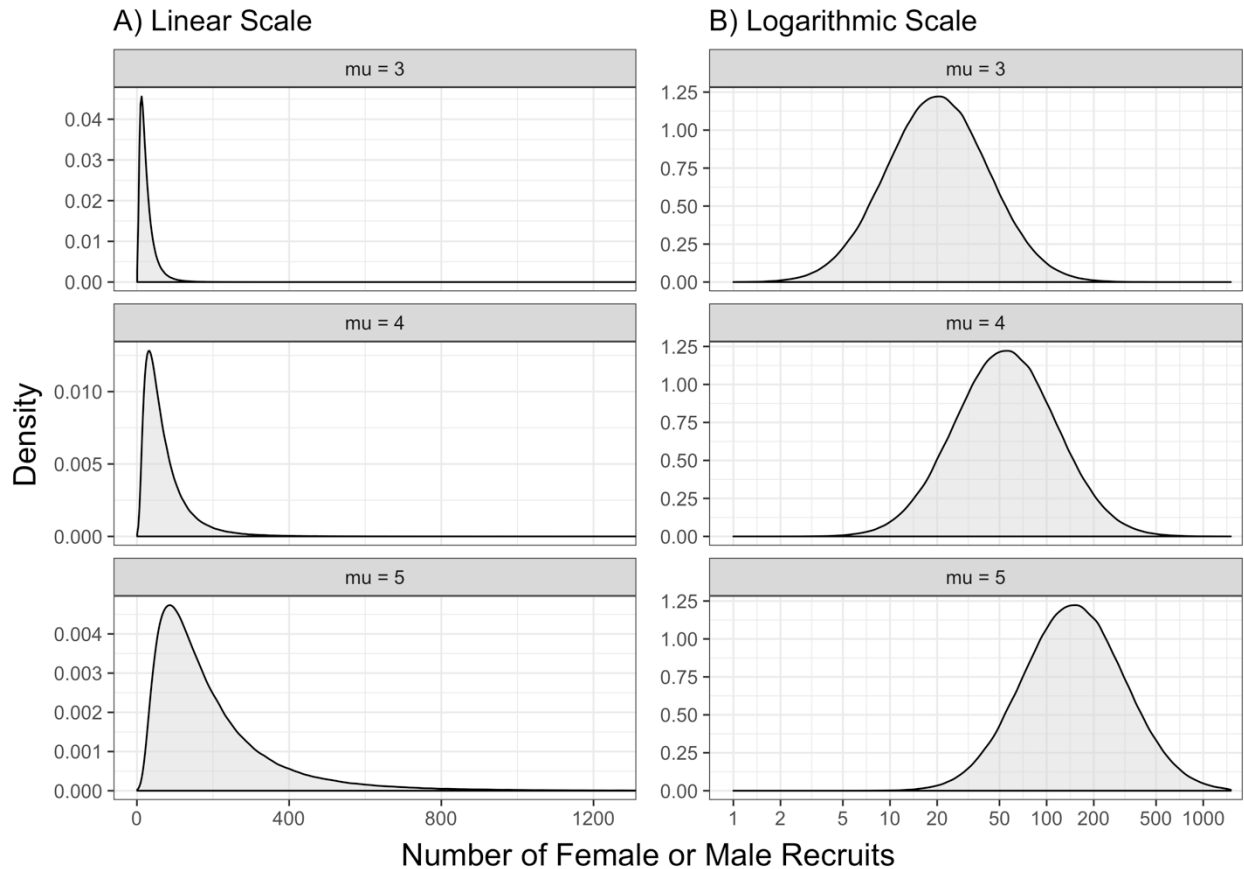 A) Linear Scale
B) Logarithmic Scale
mu = 3
mu = 3
0.04
0.03
0.02
0.01
0.00
1.25
1.00
0.75
0.50
0.25
0.00
mu = 4
mu = 4
0.010
0.005
0.000
1.25
1.00
0.75
0.50
0.25
0.00
Density
mu = 5
mu = 5
0.004
0.003
0.002
0.001
0.000
1.25
1.00
0.75
0.50
0.25
0.00
0 400 800 1200
1 2 5 10 20 50 100 200 500 1000
Number of Female or Male Recruits